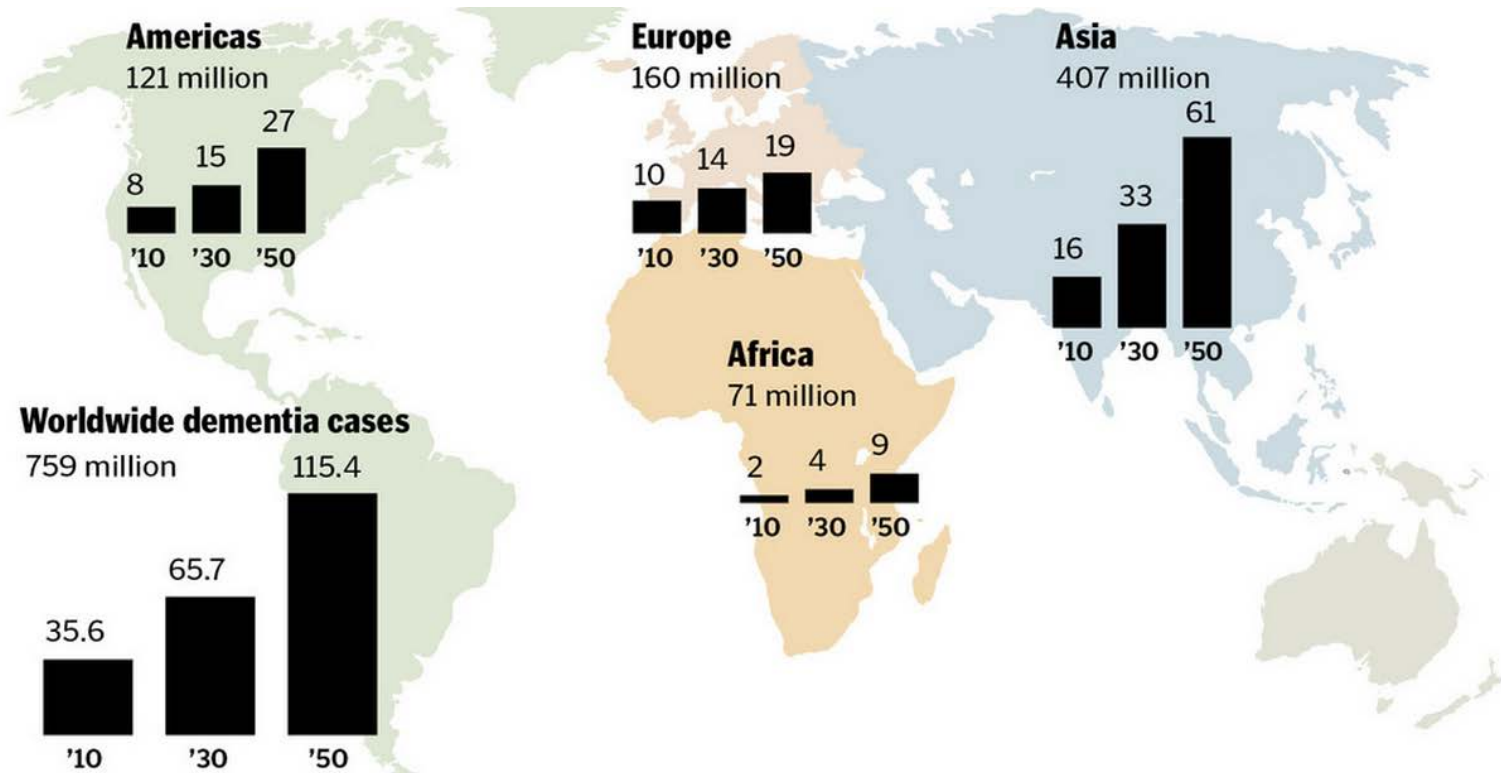 Americas
121 million
8 15 27
’10 ’30 ’50
Europe
160 million
10 14 19
’10 ’30 ’50
Asia
407 million
16 33 61
’10 ’30 ’50
Africa
71 million
2 4 9
’10 ’30 ’50
Worldwide dementia cases
759 million
35.6 65.7 115.4
’10 ’30 ’50